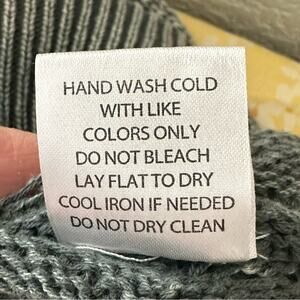 HAND WASH COLD
WITH LIKE
COLORS ONLY
DO NOT BLEACH
LAY FLAT TO DRY
COOL IRON IF NEEDED
DO NOT DRY CLEAN